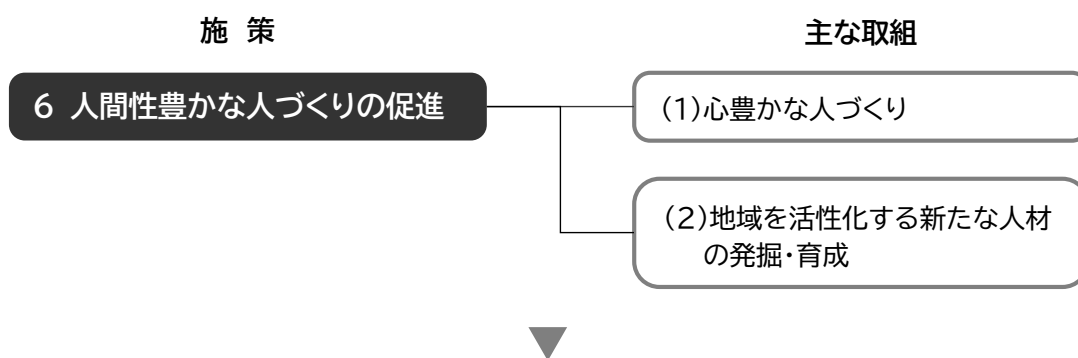 施 策
主な取組
6 人間性豊かな人づくりの促進
(1)心豊かな人づくり
(2)地域を活性化する新たな人材
の発掘・育成